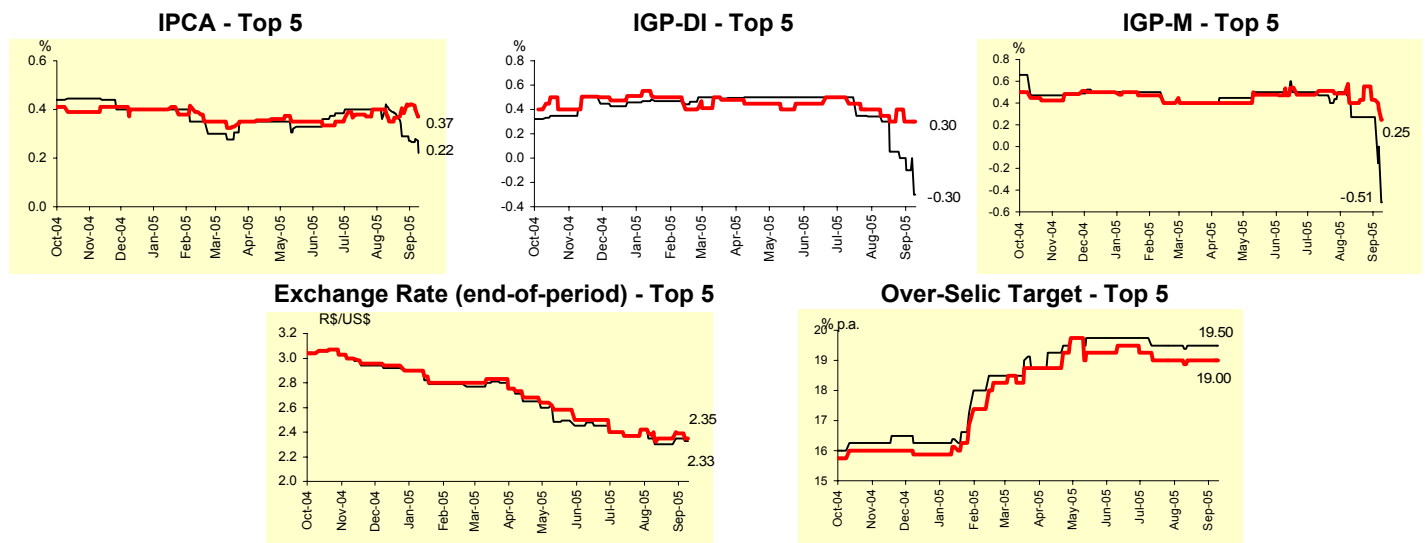 IPCA - Top 5
%
0.6
0.4
0.2
0.0
0.37
0.22
Oct-04
Nov-04
Dec-04
Jan-05
Feb-05
Mar-05
Apr-05
May-05
Jun-05
Jul-05
Aug-05
Sep-05
IGP-DI - Top 5
%
0.8
0.6
0.4
0.2
0.0
-0.2
-0.4
0.30
-0.30
Oct-04
Nov-04
Dec-04
Jan-05
Feb-05
Mar-05
Apr-05
May-05
Jun-05
Jul-05
Aug-05
Sep-05
IGP-M - Top 5
%
0.8
0.6
0.4
0.2
0.0
-0.2
-0.4
-0.6
0.25
-0.51
Oct-04
Nov-04
Dec-04
Jan-05
Feb-05
Mar-05
Apr-05
May-05
Jun-05
Jul-05
Aug-05
Sep-05
Exchange Rate (end-of-period) - Top 5
R$/US$
3.2
3.0
2.8
2.6
2.4
2.2
2.0
2.35
2.33
Oct-04
Nov-04
Dec-04
Jan-05
Feb-05
Mar-05
Apr-05
May-05
Jun-05
Jul-05
Aug-05
Sep-05
Over-Selic Target - Top 5
% p.a.
20
19
18
17
16
15
19.50
19.00
Oct-04
Nov-04
Dec-04
Jan-05
Feb-05
Mar-05
Apr-05
May-05
Jun-05
Jul-05
Aug-05
Sep-05